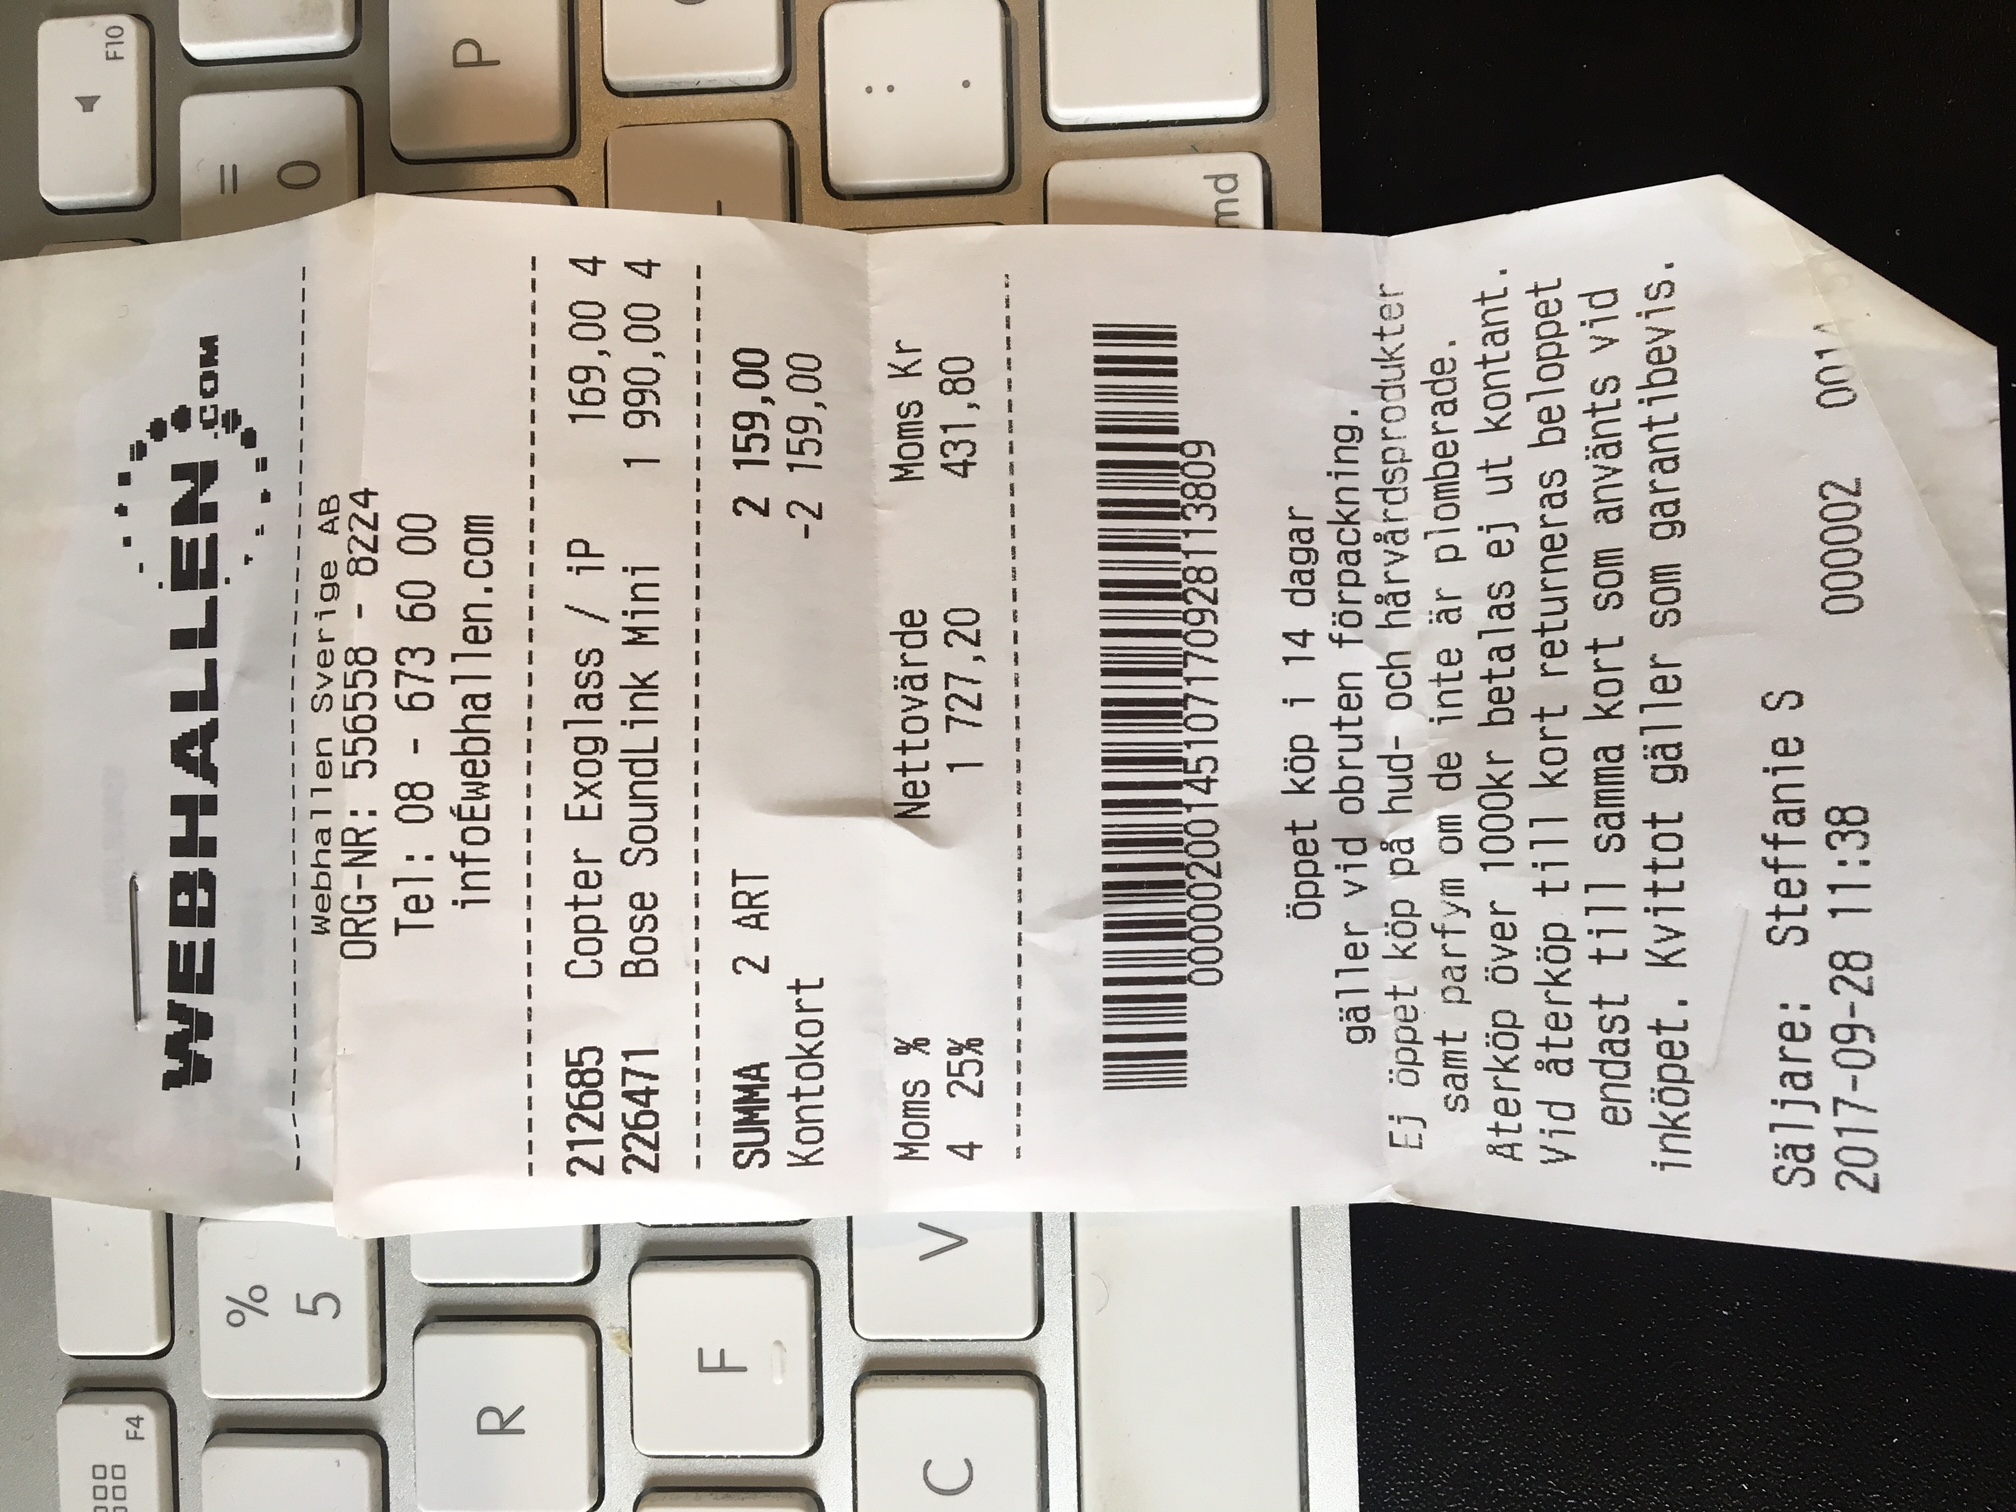 WEBHALLEN.COM
Webhallen Sverige AB
ORG-NR: 556558 - 8224
Tel: 08 - 673 60 00
infoÉwebhallen.com
212685 Copter Exoglass / iP 169,00 4
226471 Bose SoundLink Mini 1 990,00 4
SUMMA 2 ART 2 159,00
Kontokort -2 159,00
Moms % Nettovärde Moms Kr
4 25% 1 727,20 431,80
0000020014510717092811​3809
öppet köp i 14 dagar
gäller vid obruten förpackning.
Ej öppet köp på hud- och hårvårdsprodukter
samt parfym om de inte är plomberade.
Återköp över 1000kr betalas ej ut kontant.
Vid återköp till kort returneras beloppet
endast till samma kort som använts vid
inköpet. Kvittot gäller som garantibevis.
Säljare: Steffanie S
2017-09-28 11:38 000002
F4
F10
%
5
=
0
R
P
F
C
V
:
.
md